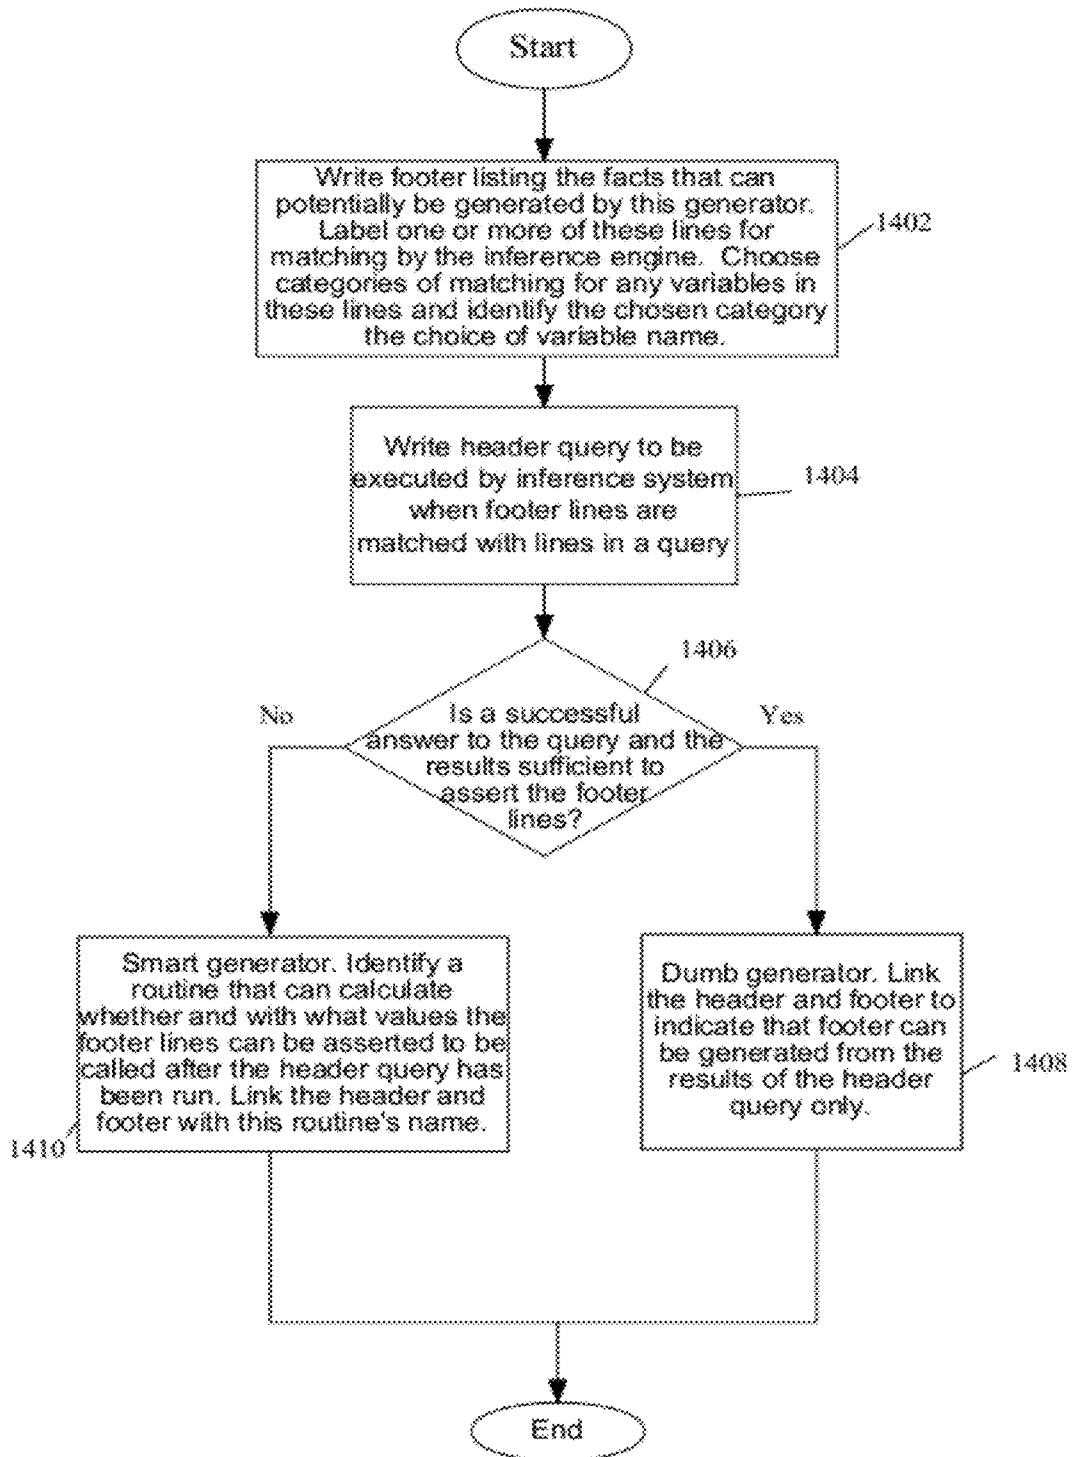 Start
Write footer listing the facts that can
potentially be generated by this generator.
Label one or more of these lines for
matching by the inference engine.  Choose
categories of matching for any variables in
these lines and identify the chosen category
the choice of variable name.
1402
Write header query to be
executed by inference system
when footer lines are
matched with lines in a query
1404
1406
No
Yes
Is a successful
answer to the query and the
results sufficient to
assert the footer
lines?
Smart generator. Identify a
routine that can calculate
whether and with what values the
footer lines can be asserted to be
called after the header query has
been run. Link the header and
footer with this routine's name.
1410
Dumb generator. Link
the header and footer to
indicate that footer can
be generated from the
results of the header
query only.
1408
End